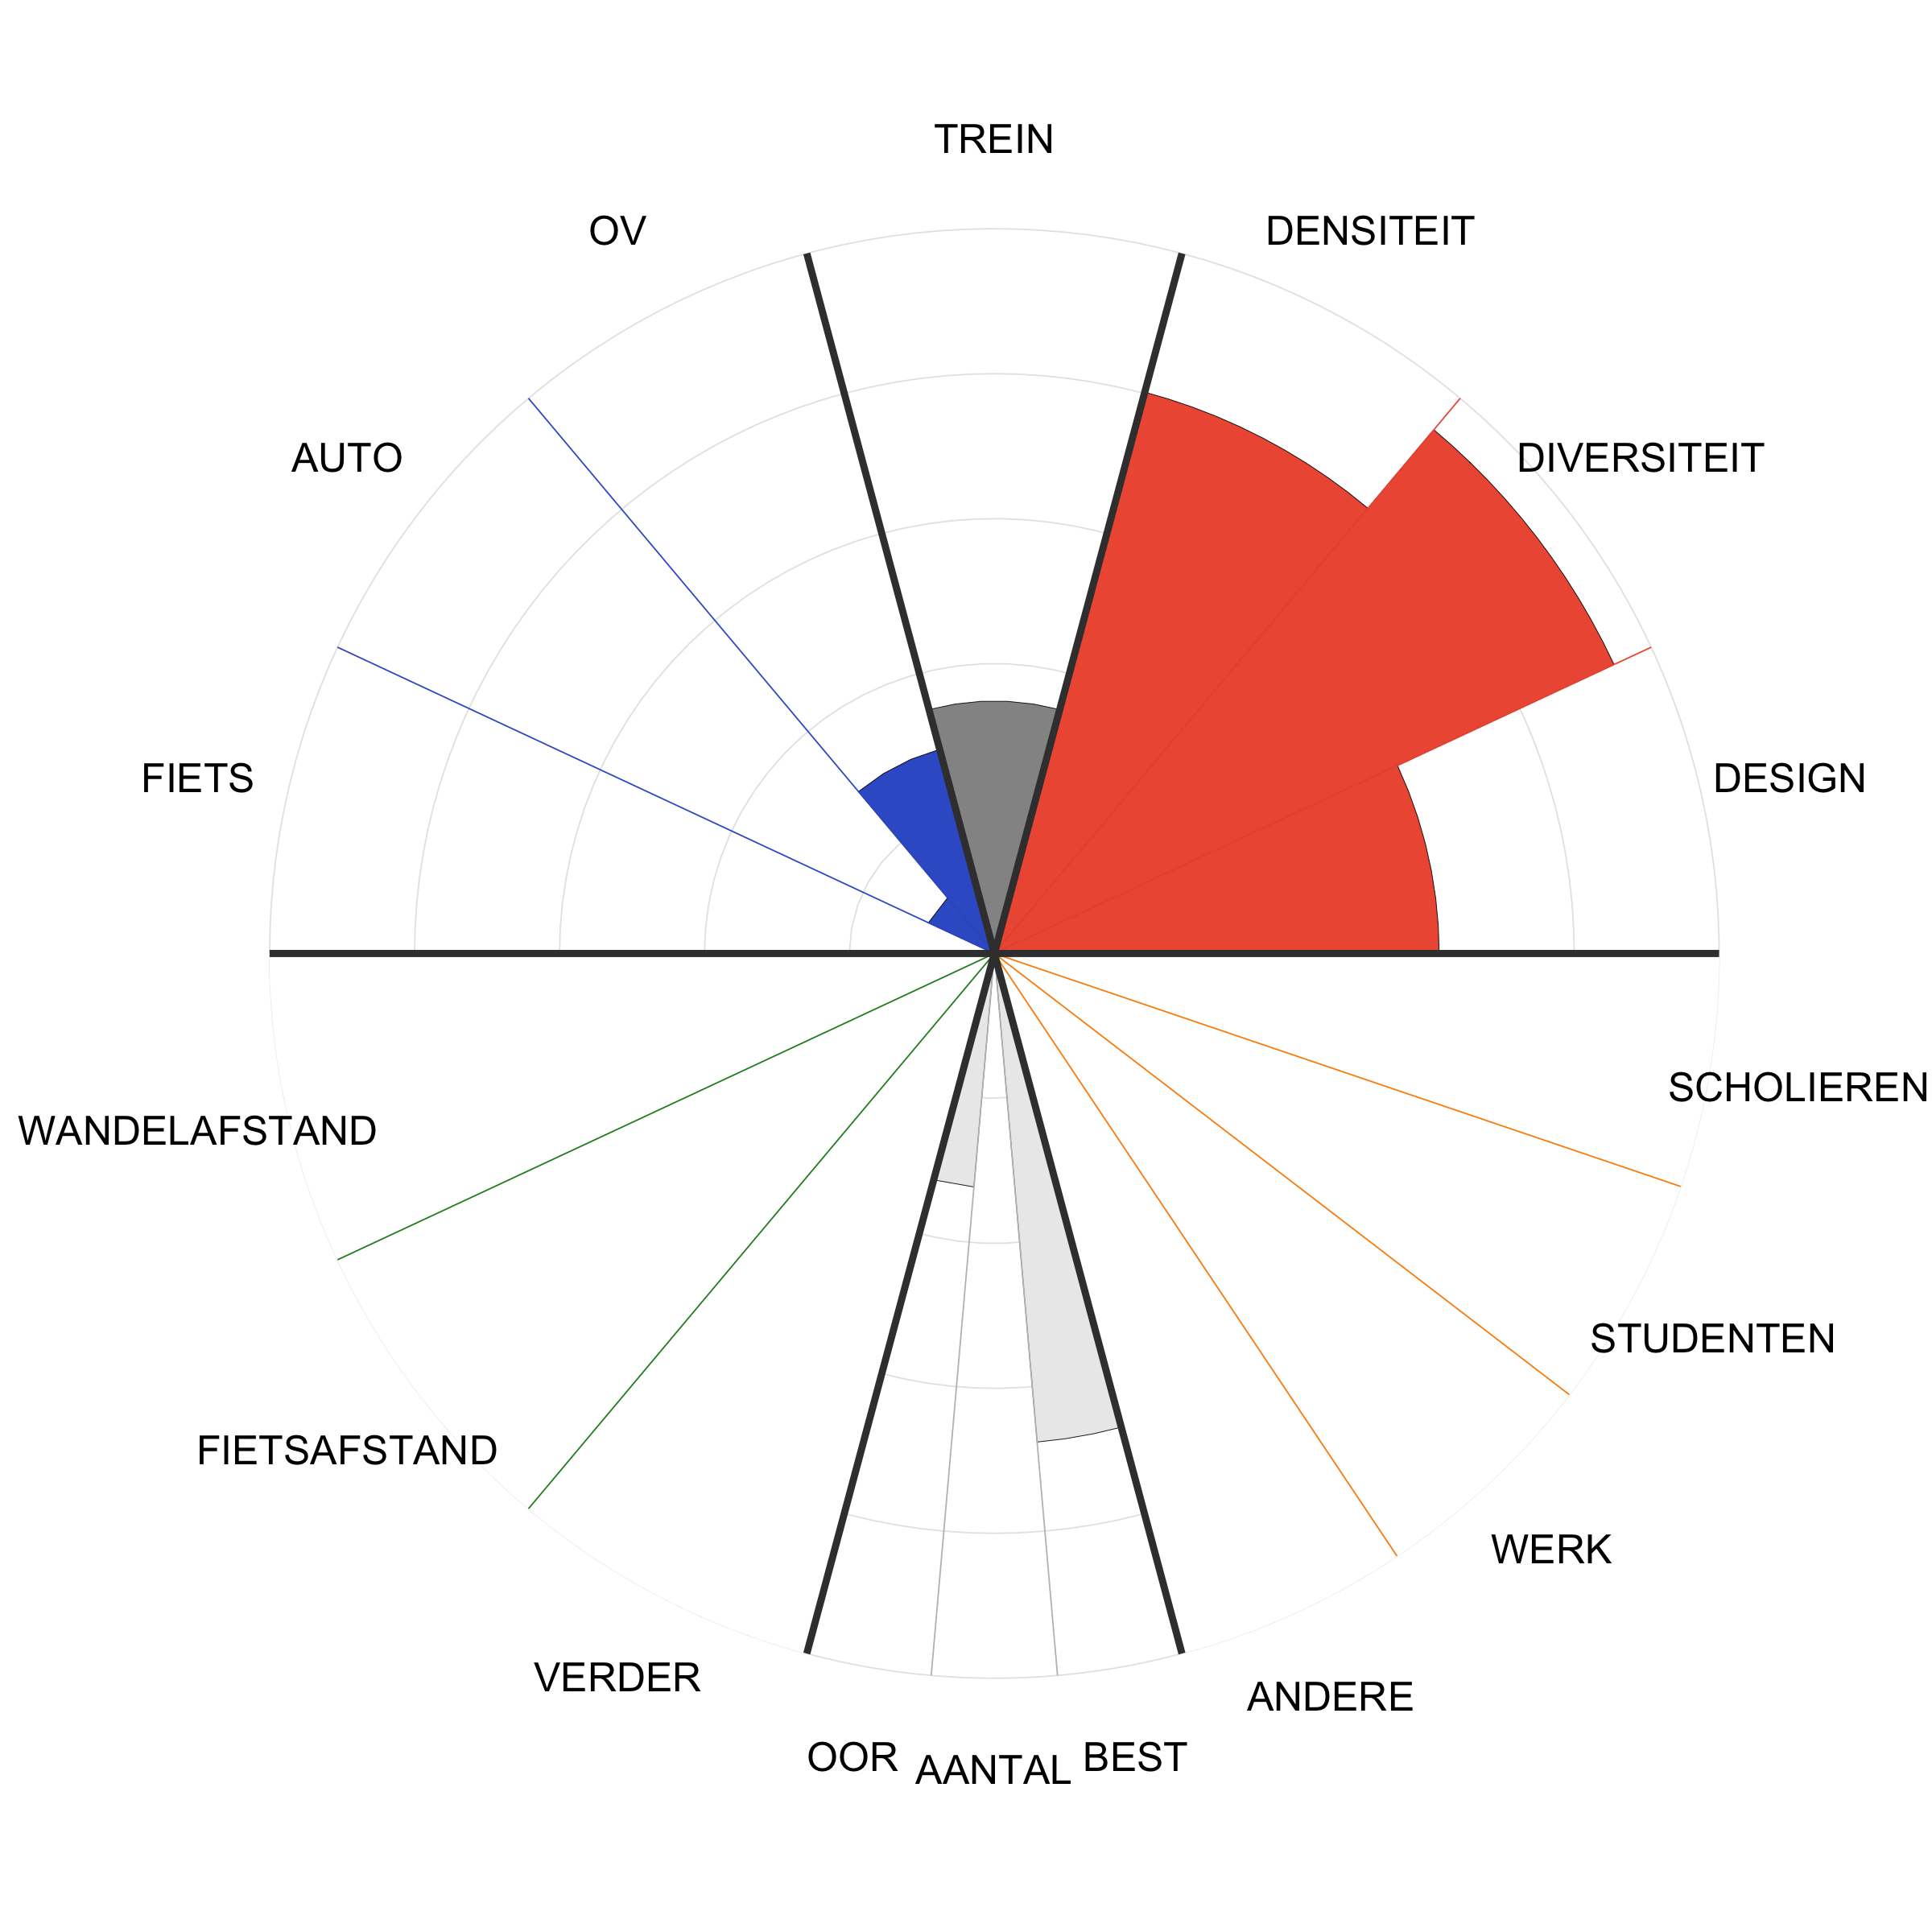 TREIN
OV
DENSITEIT
AUTO
DIVERSITEIT
FIETS
DESIGN
SCHOLIEREN
WANDELAFSTAND
STUDENTEN
FIETSAFSTAND
WERK
VERDER
ANDERE
OOR
AANTAL
BEST